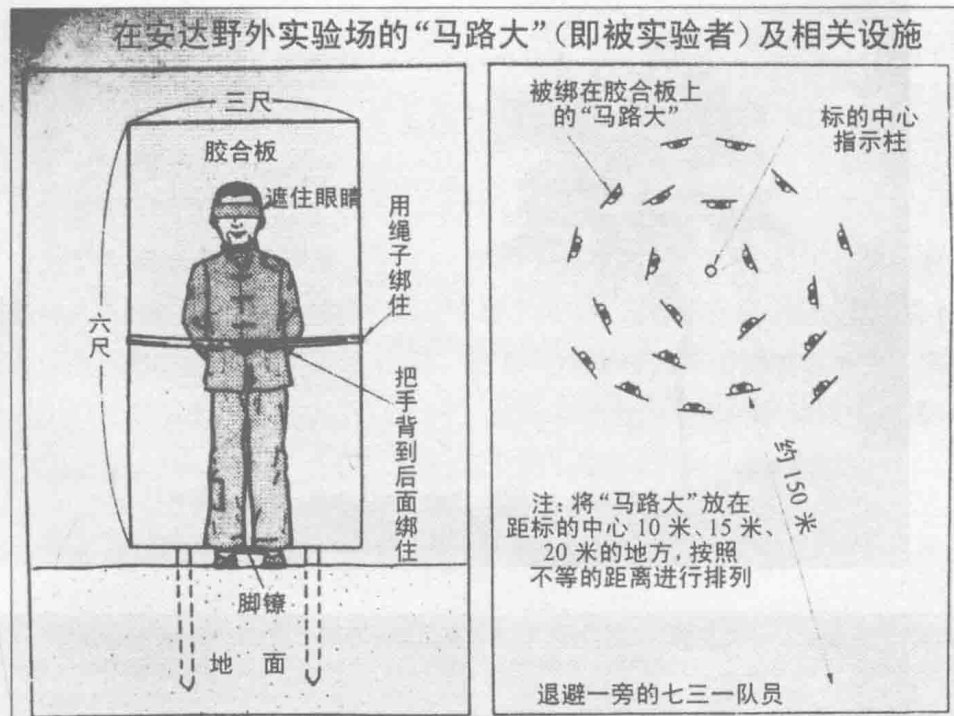 在安达野外实验场的“马路大”(即被实验者)及相关设施
三尺
胶合板
遮住眼睛
用绳子绑住
六尺
把手背到后面绑住
脚镣
地面
被绑在胶合板上
的“马路大”
标的中心
指示柱
约150米
注:将“马路大”放在
距标的中心10米、15米、
20米的地方,按照
不等的距离进行排列
退避一旁的七三一队员